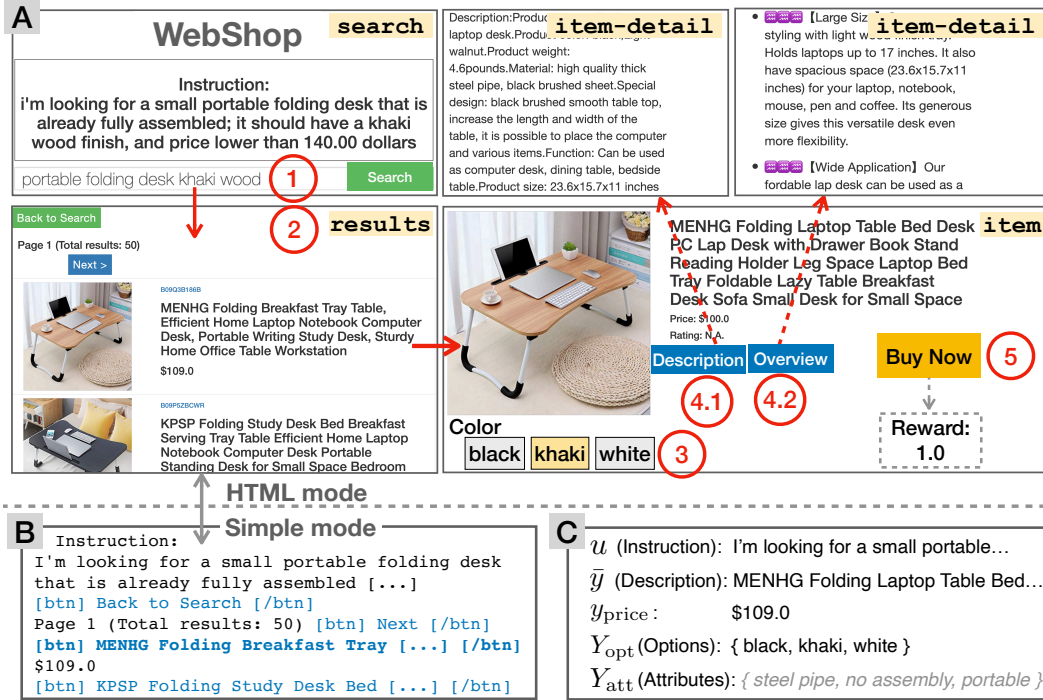 A
WebShop
search
Instruction:
i'm looking for a small portable folding desk that is
already fully assembled; it should have a khaki
wood finish, and price lower than 140.00 dollars
portable folding desk khaki wood
1
Search
item-detail
laptop desk.Product
walnut.Product weight:
4.6pounds.Material: high quality thick
steel pipe, black brushed sheet.Special
design: black brushed smooth table top,
increase the length and width of the
table, it is possible to place the computer
and various items.Function: Can be used
as computer desk, dining table, bedside
table.Product size: 23.6x15.7x11 inches
item-detail
styling with light
Holds laptops up to 17 inches. It also
have spacious space (23.6x15.7x11
inches) for your laptop, notebook,
mouse, pen and coffee. Its generous
size gives this versatile desk even
more flexibility.
【Wide Application】Our
fordable lap desk can be used as a
Back to Search
2
results
Page 1 (Total results: 50)
Next >
B09Q3B186B
MENHG Folding Breakfast Tray Table,
Efficient Home Laptop Notebook Computer
Desk, Portable Writing Study Desk, Sturdy
Home Office Table Workstation
$109.0
B09P5ZBCWR
KPSP Folding Study Desk Bed Breakfast
Serving Tray Table Efficient Home Laptop
Notebook Computer Desk Portable
Standing Desk for Small Space Bedroom
item
MENHG Folding Laptop Table Bed Desk
PC Lap Desk with Drawer Book Stand
Reading Holder Leg Space Laptop Bed
Tray Foldable Lazy Table Breakfast
Desk Sofa Small Desk for Small Space
Price: $100.0
Rating: N.A.
Description
Overview
4.1
4.2
Buy Now
5
Reward:
1.0
Color
black khaki white
3
HTML mode
Simple mode
B
Instruction:
I'm looking for a small portable folding desk
that is already fully assembled [...]
[btn] Back to Search [/btn]
Page 1 (Total results: 50) [btn] Next [/btn]
[btn] MENHG Folding Breakfast Tray [...] [/btn]
$109.0
[btn] KPSP Folding Study Desk Bed [...] [/btn]
C
u (Instruction): I'm looking for a small portable...
ȳ (Description): MENHG Folding Laptop Table Bed...
y_price : $109.0
Y_opt (Options): { black, khaki, white }
Y_att (Attributes): { steel pipe, no assembly, portable }